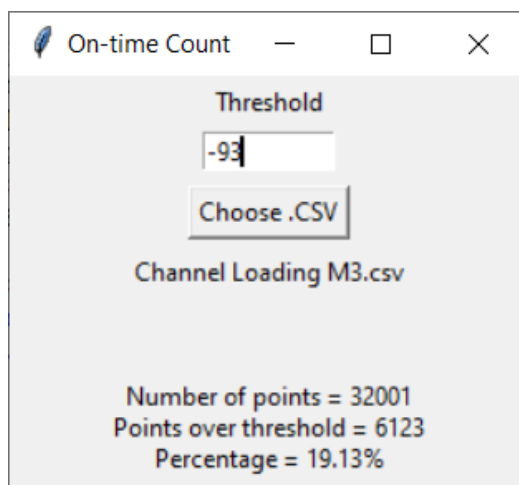 On-time Count
Threshold
-93
Choose .CSV
Channel Loading M3.csv
Number of points = 32001
Points over threshold = 6123
Percentage = 19.13%